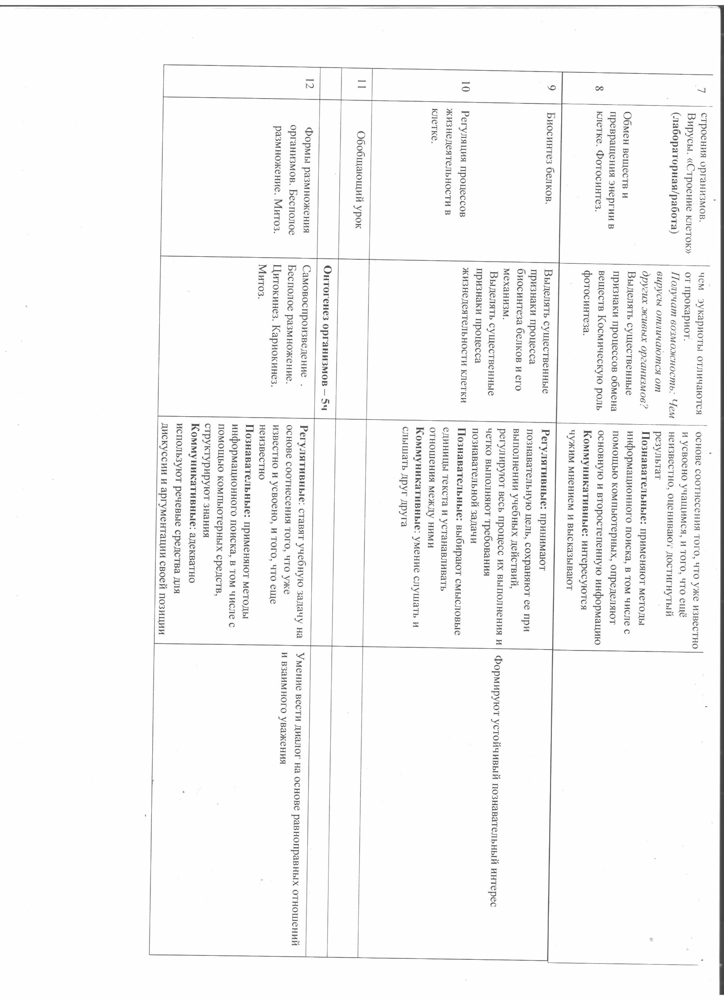 7
строения организмов.
Вирусы. «Строение клеток»
(лабораторная/работа)
8
Обмен веществ и
превращения энергии в
клетке. Фотосинтез.
чем эукариоты отличаются
от прокариот.
Получат возможность: Чем
вирусы отличаются от
других живых организмов?
Выделять существенные
признаки процессов обмена
веществ Космическую роль
фотосинтеза.
основе соотнесения того, что уже известно
и усвоено учащимся, и того, что ещё
неизвестно, оценивают достигнутый
результат
Познавательные: применяют методы
информационного поиска, в том числе с
помощью компьютерных, определяют
основную и второстепенную информацию
Коммуникативные: интересуются
чужим мнением и высказывают
9
Биосинтез белков.
10
Регуляция процессов
жизнедеятельности в
клетке.
Выделять существенные
признаки процесса
биосинтеза белков и его
механизм.
Выделять существенные
признаки процесса
жизнедеятельности клетки
Регулятивные: принимают
познавательную цель, сохраняют ее при
выполнении учебных действий,
регулируют весь процесс их выполнения и
четко выполняют требования
познавательной задачи
Познавательные: выбирают смысловые
единицы текста и устанавливать
отношения между ними
Коммуникативные: умение слушать и
слышать друг друга
Формируют устойчивый познавательный интерес
11
Обобщающий урок
Онтогенез организмов – 5ч
12
Формы размножения
организмов. Бесполое
размножение. Митоз.
Самовоспроизведение .
Бесполое размножение.
Цитокинез. Кариокинез.
Митоз.
Регулятивные: ставят учебную задачу на
основе соотнесения того, что уже
известно и усвоено, и того, что еще
неизвестно
Познавательные: применяют методы
информационного поиска, в том числе с
помощью компьютерных средств,
структурируют знания
Коммуникативные: адекватно
используют речевые средства для
дискуссии и аргументации своей позиции
Умение вести диалог на основе равноправных отношений
и взаимного уважения